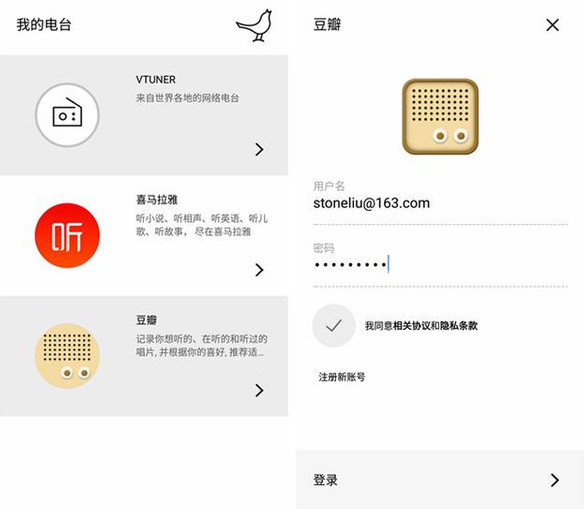 我的电台
VTUNER
来自世界各地的网络电台
喜马拉雅
听小说、听相声、听英语、听儿
歌、听故事， 尽在喜马拉雅
听
豆瓣
记录你想听的、在听的和听过的
唱片, 并根据你的喜好, 推荐适...
豆瓣
用户名
stoneliu@163.com
密码
•••••••••
我同意相关协议和隐私条款
注册新账号
登录